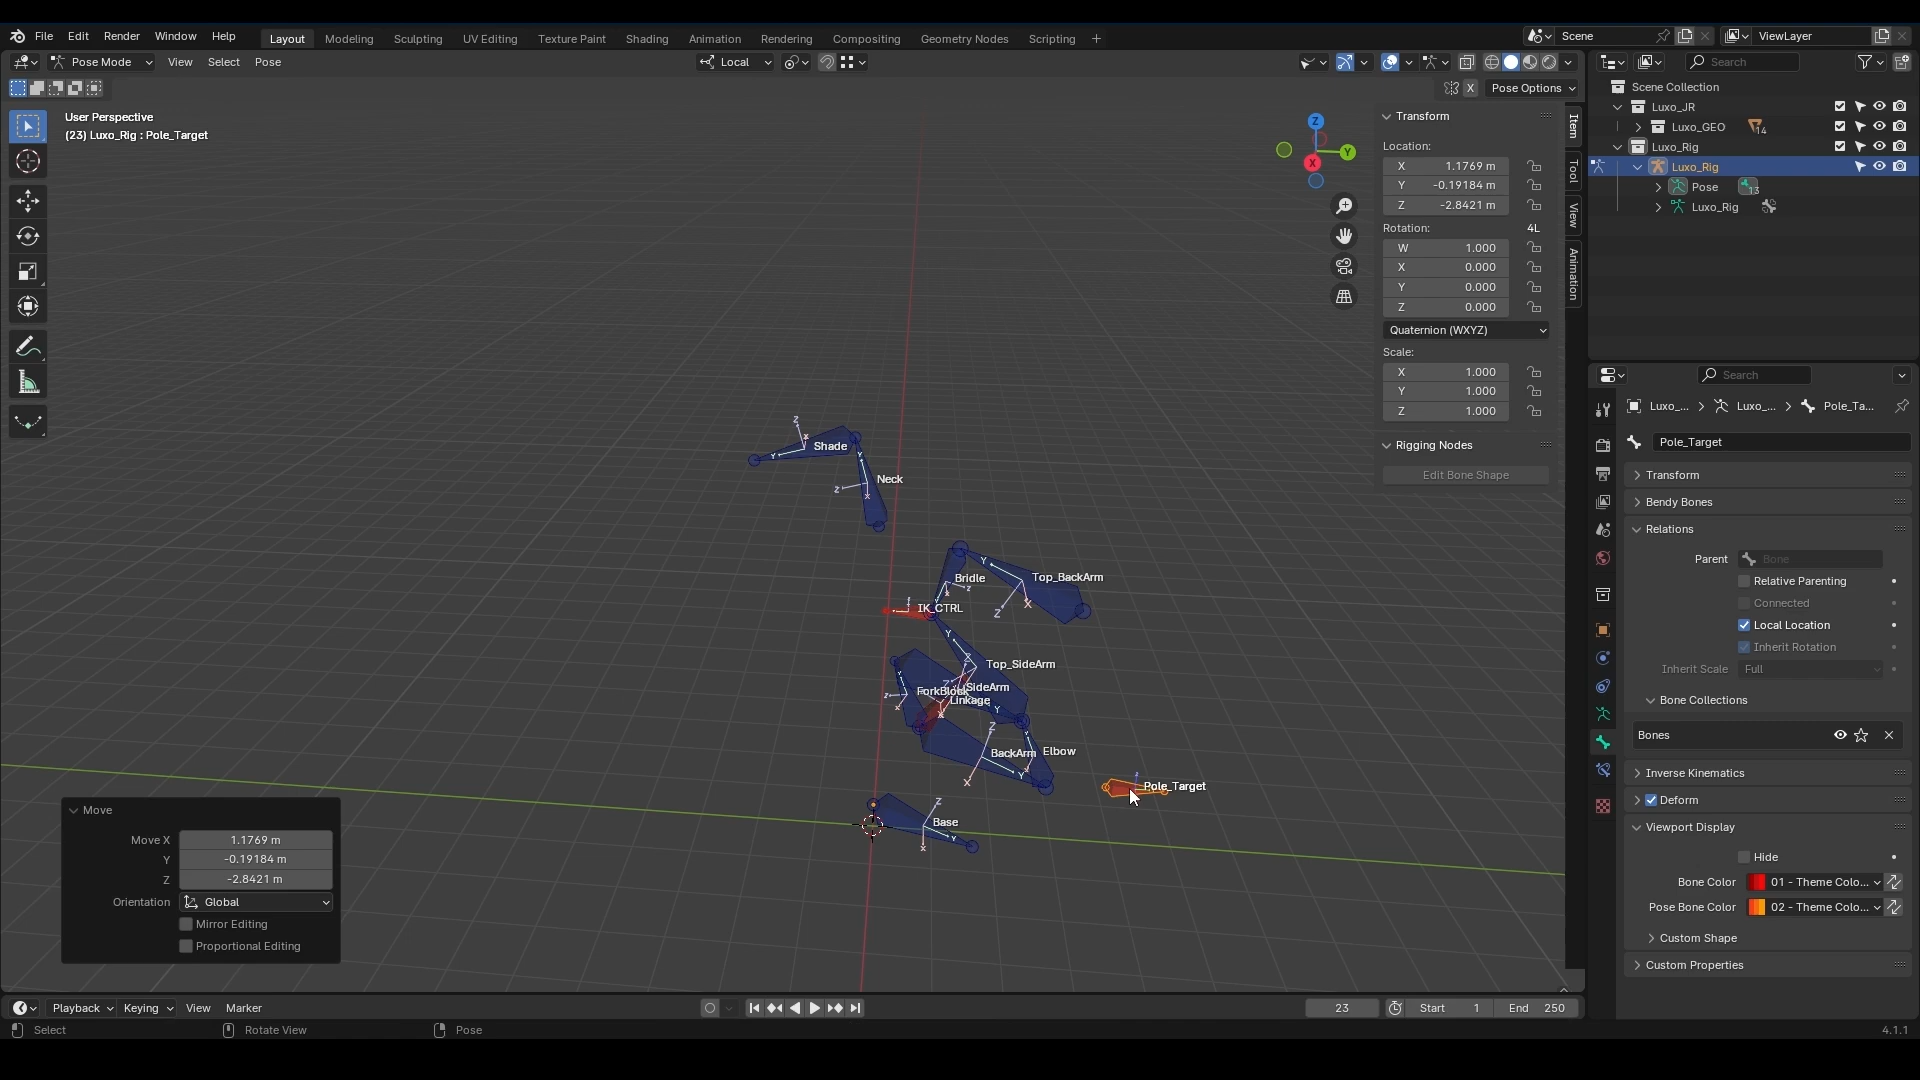 File Edit Render Window Help
Layout Modeling Sculpting UV Editing Texture Paint Shading Animation Rendering Compositing Geometry Nodes Scripting +
Scene
ViewLayer
Pose Mode View Select Pose
Local
Search
X Pose Options
User Perspective
(23) Luxo_Rig : Pole_Target
Z
Y
X
Item
Tool
View
Animation
Transform
Location:
X 1.1769 m
Y -0.19184 m
Z -2.8421 m
Rotation: 4L
W 1.000
X 0.000
Y 0.000
Z 0.000
Quaternion (WXYZ)
Scale:
X 1.000
Y 1.000
Z 1.000
Rigging Nodes
Edit Bone Shape
Scene Collection
Luxo_JR
Luxo_GEO 14
Luxo_Rig
Luxo_Rig
Pose 13
Luxo_Rig
Search
Luxo_... Luxo_... Pole_Ta...
Pole_Target
Transform
Bendy Bones
Relations
Parent Bone
Relative Parenting
Connected
Local Location
Inherit Rotation
Inherit Scale Full
Bone Collections
Bones
Inverse Kinematics
Deform
Viewport Display
Hide
Bone Color 01 - Theme Colo...
Pose Bone Color 02 - Theme Colo...
Custom Shape
Custom Properties
Shade
Neck
Bridle
Top_BackArm
IK_CTRL
Top_SideArm
ForkBlock
SideArm
Linkage
BackArm
Elbow
Pole_Target
Base
Move
Move X 1.1769 m
Y -0.19184 m
Z -2.8421 m
Orientation Global
Mirror Editing
Proportional Editing
Playback Keying View Marker
23 Start 1 End 250
Select Rotate View Pose
4.1.1